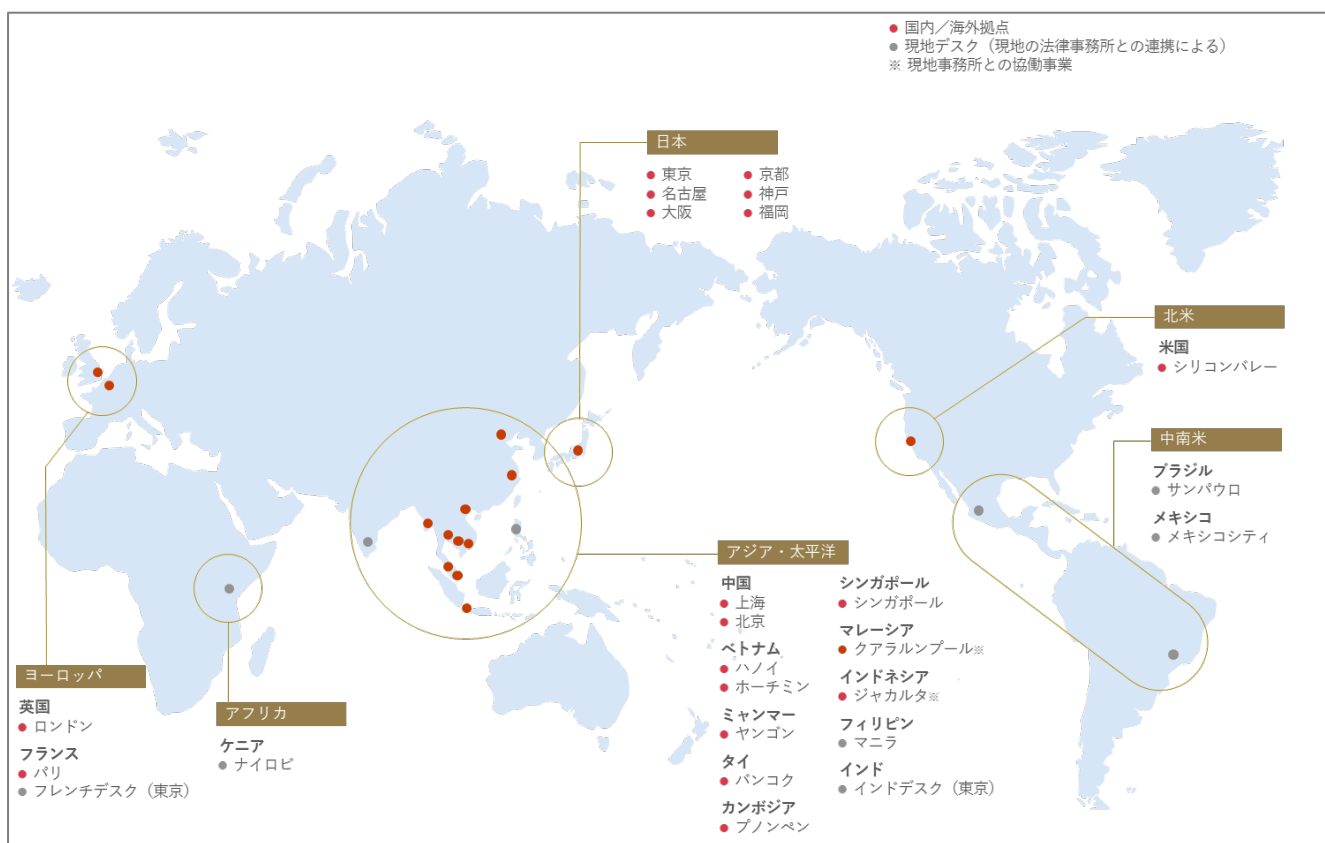 ● 国内／海外拠点
● 現地デスク（現地の法律事務所との連携による）
※ 現地事務所との協働事業
日本
● 東京
● 名古屋
● 大阪
● 京都
● 神戸
● 福岡
北米
米国
● シリコンバレー
中南米
ブラジル
● サンパウロ
メキシコ
● メキシコシティ
アジア・太平洋
中国
● 上海
● 北京
ベトナム
● ハノイ
● ホーチミン
ミャンマー
● ヤンゴン
タイ
● バンコク
カンボジア
● プノンペン
シンガポール
● シンガポール
マレーシア
● クアラルンプール※
インドネシア
● ジャカルタ※
フィリピン
● マニラ
インド
● インドデスク（東京）
ヨーロッパ
英国
● ロンドン
フランス
● パリ
● フレンチデスク（東京）
アフリカ
ケニア
● ナイロビ